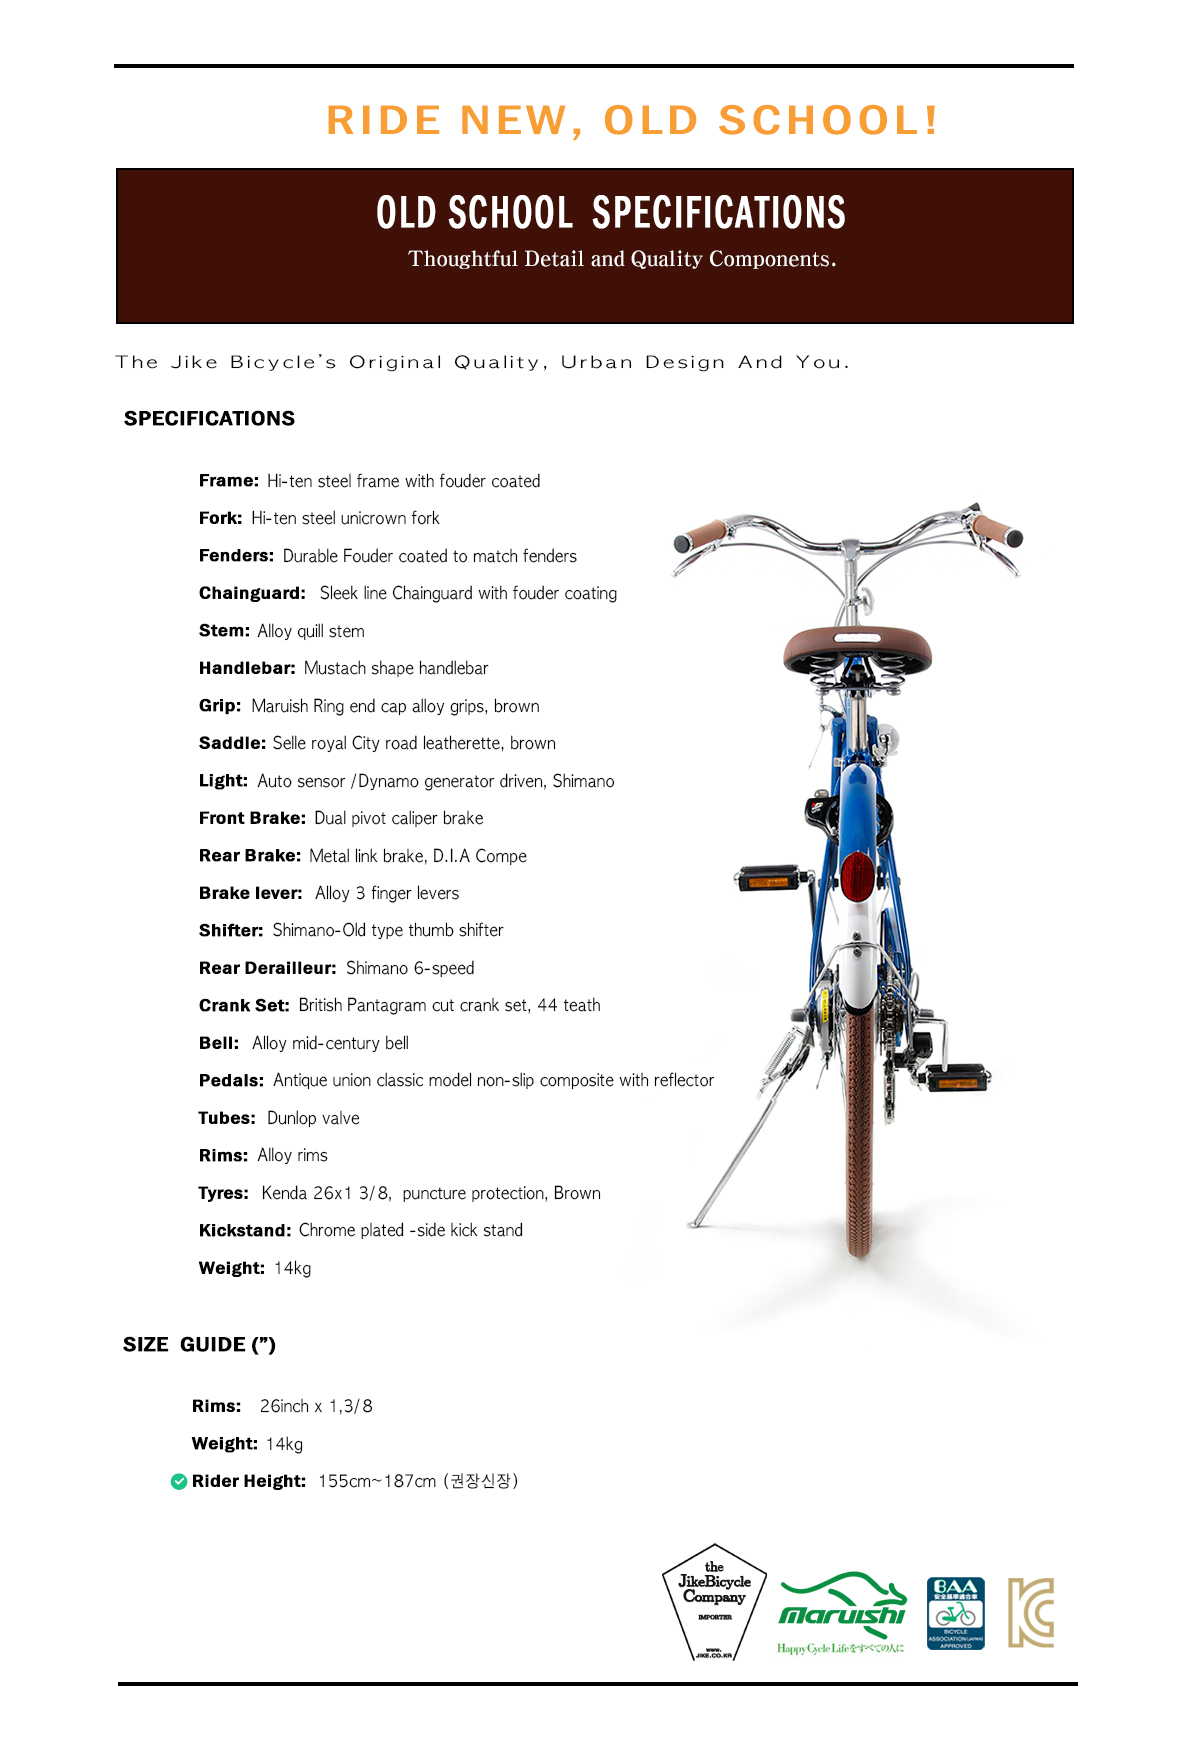 RIDE NEW, OLD SCHOOL!
OLD SCHOOL SPECIFICATIONS
Thoughtful Detail and Quality Components.
The Jike Bicycle's Original Quality, Urban Design And You.
SPECIFICATIONS
Frame: Hi-ten steel frame with fouder coated
Fork: Hi-ten steel unicrown fork
Fenders: Durable Fouder coated to match fenders
Chainguard: Sleek line Chainguard with fouder coating
Stem: Alloy quill stem
Handlebar: Mustach shape handlebar
Grip: Maruish Ring end cap alloy grips, brown
Saddle: Selle royal City road leatherette, brown
Light: Auto sensor /Dynamo generator driven, Shimano
Front Brake: Dual pivot caliper brake
Rear Brake: Metal link brake, D.I.A Compe
Brake lever: Alloy 3 finger levers
Shifter: Shimano-Old type thumb shifter
Rear Derailleur: Shimano 6-speed
Crank Set: British Pantagram cut crank set, 44 teath
Bell: Alloy mid-century bell
Pedals: Antique union classic model non-slip composite with reflector
Tubes: Dunlop valve
Rims: Alloy rims
Tyres: Kenda 26x1 3/8, puncture protection, Brown
Kickstand: Chrome plated -side kick stand
Weight: 14kg
SIZE GUIDE (")
Rims: 26inch x 1,3/8
Weight: 14kg
Rider Height: 155cm~187cm (권장신장)
the
JikeBicycle
Company
IMPORTER
WWW.
JIKE.CO.KR
maruishi
Happy Cycle Lifeをすべての人に
BAA
安全基準適合車
BICYCLE
ASSOCIATION (JAPAN)
APPROVED
KC